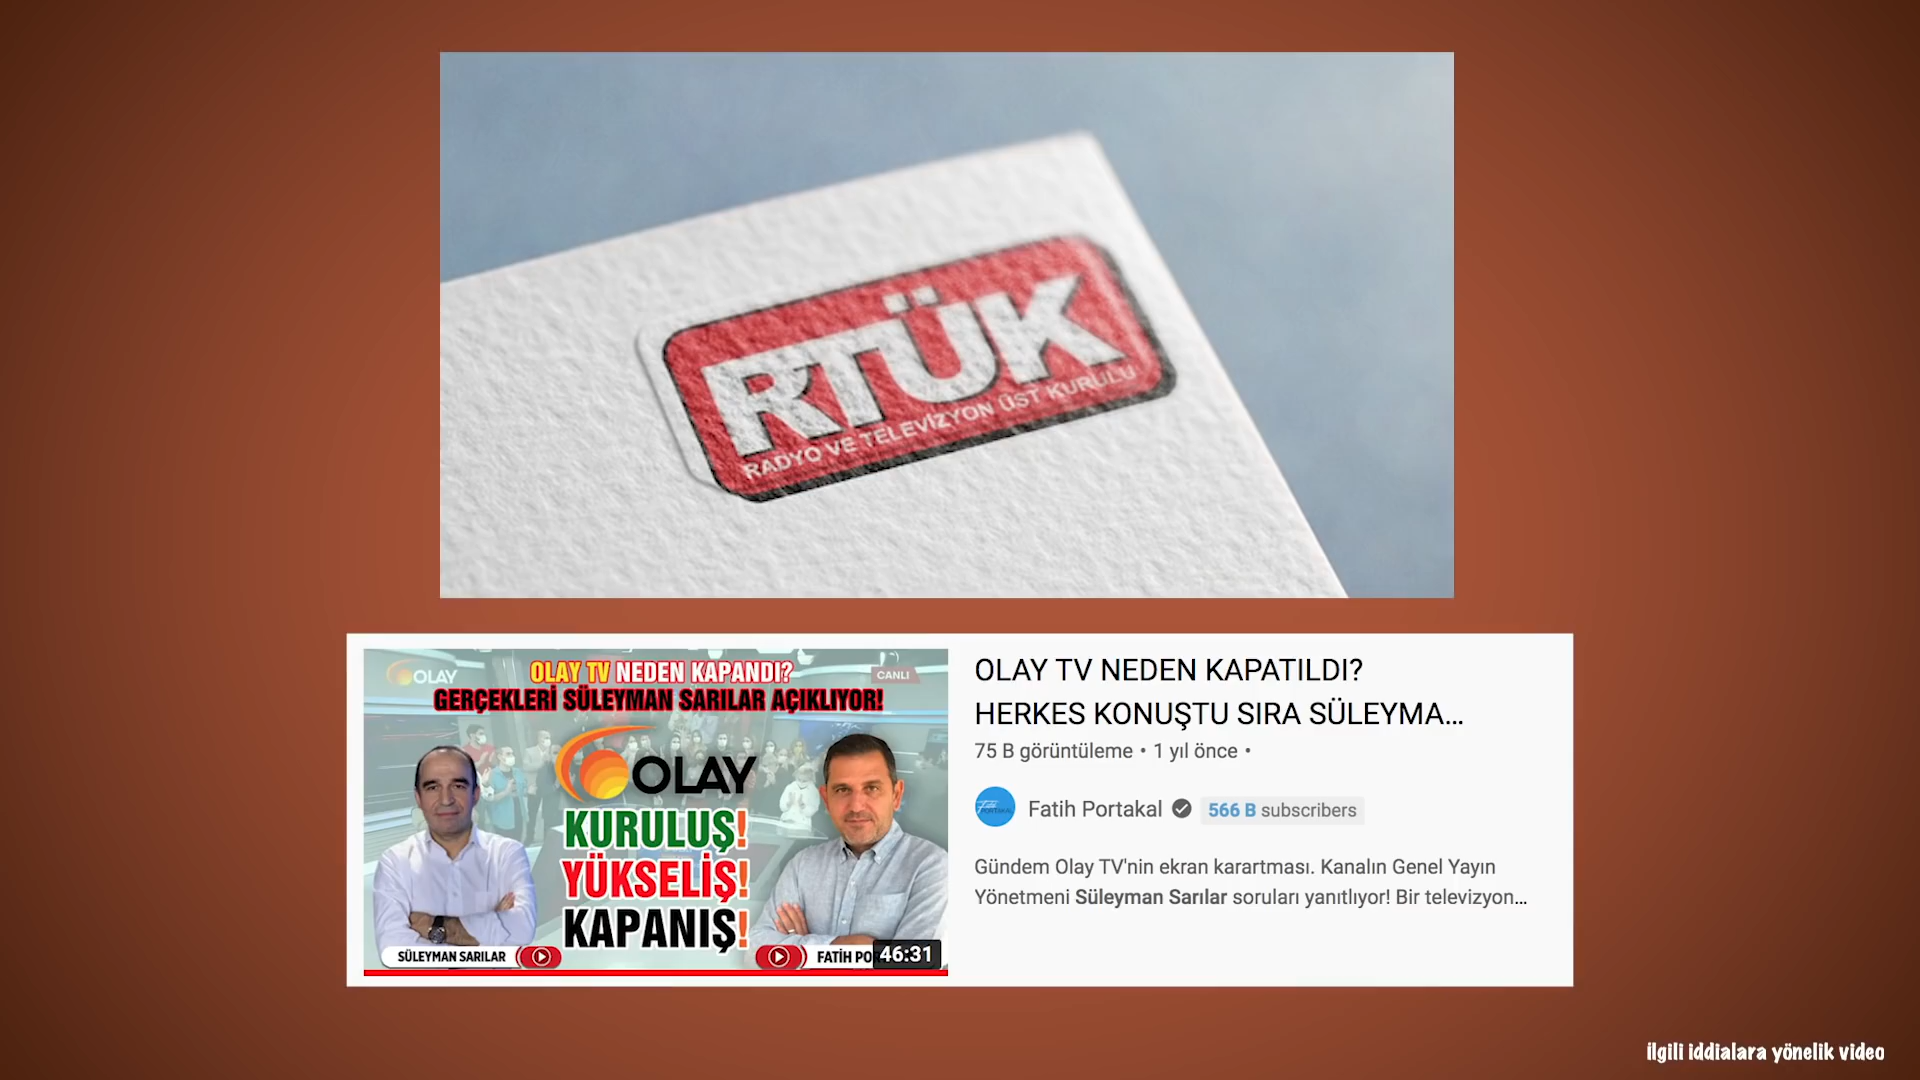 RTÜK
RADYO VE TELEVİZYON ÜST KURULU
OLAY
OLAY TV NEDEN KAPANDI?
CANLI
GERÇEKLERİ SÜLEYMAN SARILAR AÇIKLIYOR!
OLAY
KURULUŞ!
YÜKSELİŞ!
KAPANIŞ!
SÜLEYMAN SARILAR
FATİH PO
46:31
OLAY TV NEDEN KAPATILDI?
HERKES KONUŞTU SIRA SÜLEYMA...
75 B görüntüleme • 1 yıl önce •
Fatih Portakal
566 B subscribers
Gündem Olay TV'nin ekran karartması. Kanalın Genel Yayın
Yönetmeni Süleyman Sarılar soruları yanıtlıyor! Bir televizyon...
ilgili iddialara yönelik video